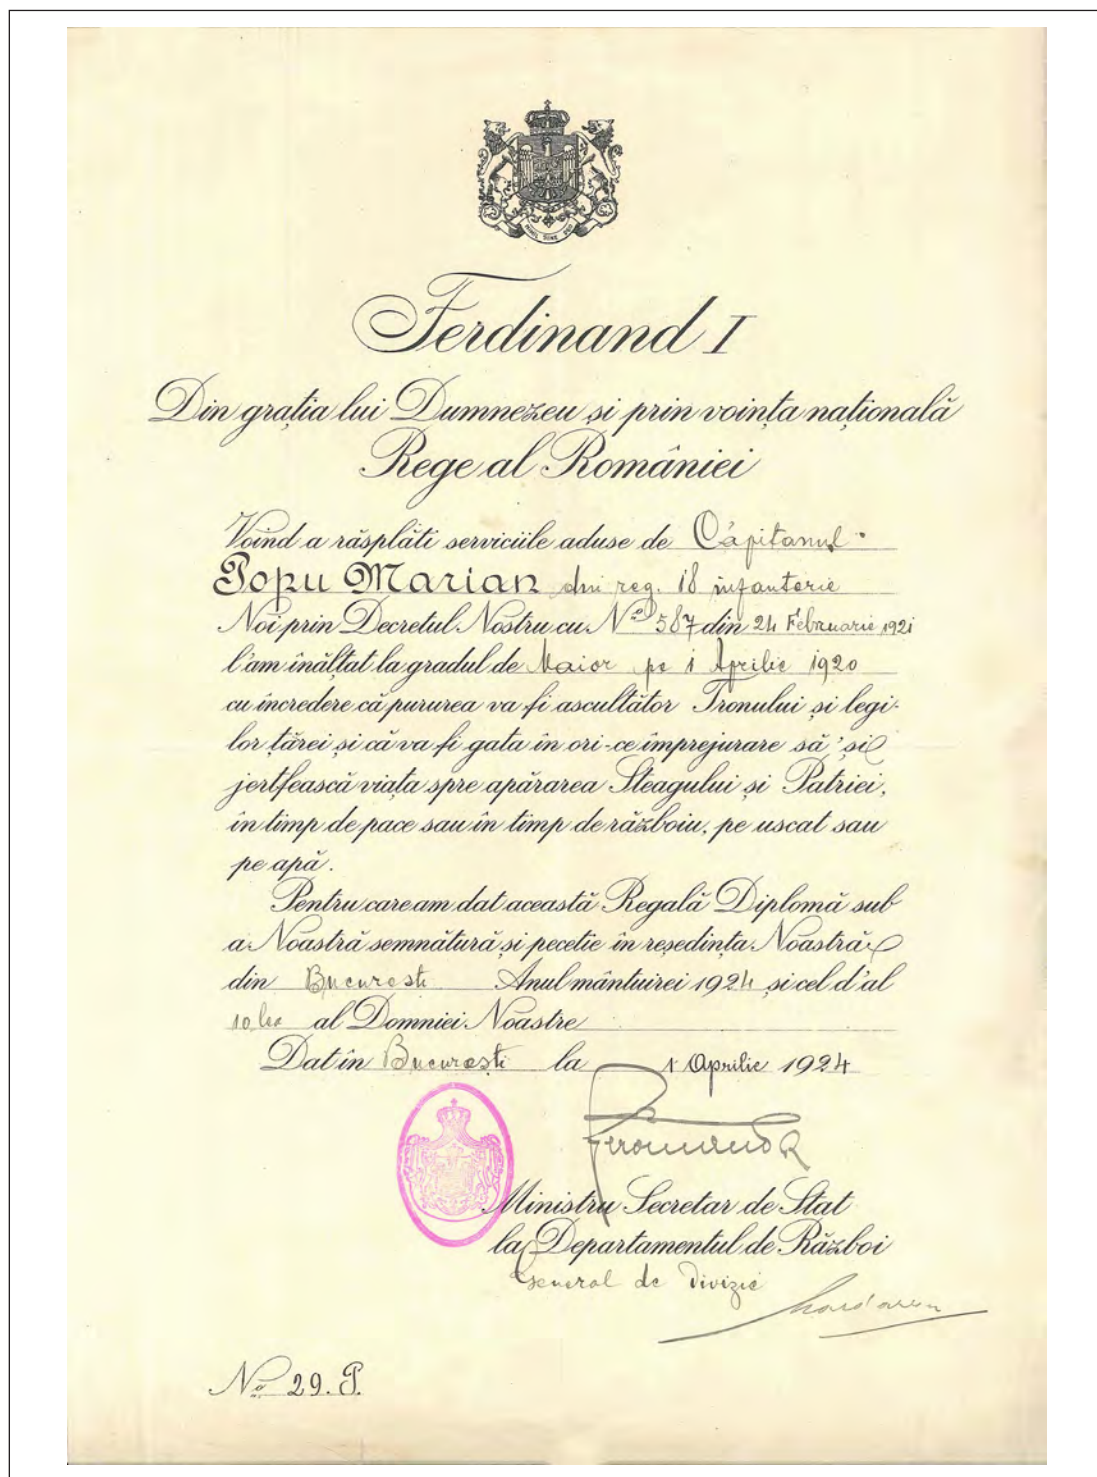 NIHIL SINE DEO
Ferdinand I
Din grația lui Dumnezeu și prin voința națională
Rege al României
Voind a răsplăti serviciile aduse de Căpitanul
Popu Marian din reg. 18 infanterie
Noi prin Decretul Nostru cu No 587 din 24 Februarie 1921
l'am înălțat la gradul de Maior pe 1 Aprilie 1920
cu încredere că pururea va fi ascultător Tronului și legi-
lor țărei și că va fi gata în ori-ce împrejurare să'și
jertfească viața spre apărarea Steagului și Patriei,
în timp de pace sau în timp de războiu, pe uscat sau
pe apă.
Pentru care am dat această Regală Diplomă sub
a Noastră semnătură și pecetie în reședința Noastră
din București Anul mântuirei 1924 și cel d'al
10 lea al Domniei Noastre
Dat în București la 1 Aprilie 1924
Ferdinand R
Ministru Secretar de Stat
la Departamentul de Război
General de Divizie
No 29. P.